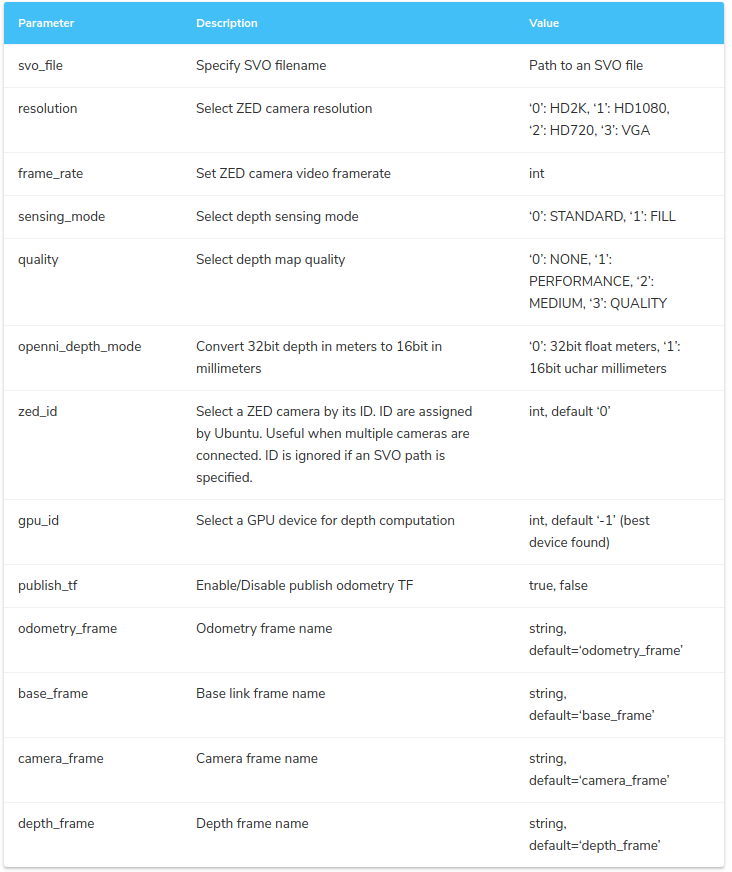 Parameter Description Value
svo_file Specify SVO filename Path to an SVO file
resolution Select ZED camera resolution ‘0’: HD2K, ‘1’: HD1080,
‘2’: HD720, ‘3’: VGA
frame_rate Set ZED camera video framerate int
sensing_mode Select depth sensing mode ‘0’: STANDARD, ‘1’: FILL
quality Select depth map quality ‘0’: NONE, ‘1’:
PERFORMANCE, ‘2’:
MEDIUM, ‘3’: QUALITY
openni_depth_mode Convert 32bit depth in meters to 16bit in ‘0’: 32bit float meters, ‘1’:
millimeters 16bit uchar millimeters
zed_id Select a ZED camera by its ID. ID are assigned int, default ‘0’
by Ubuntu. Useful when multiple cameras are
connected. ID is ignored if an SVO path is
specified.
gpu_id Select a GPU device for depth computation int, default ‘-1’ (best
device found)
publish_tf Enable/Disable publish odometry TF true, false
odometry_frame Odometry frame name string,
default=‘odometry_frame’
base_frame Base link frame name string,
default=‘base_frame’
camera_frame Camera frame name string,
default=‘camera_frame’
depth_frame Depth frame name string,
default=‘depth_frame’